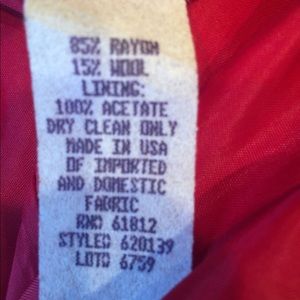 85% RAYON
15% WOOL
LINING:
100% ACETATE
DRY CLEAN ONLY
MADE IN USA
OF IMPORTED
AND DOMESTIC
FABRIC
RN@ 61812
STYLE@ 620139
LOT@ 6759